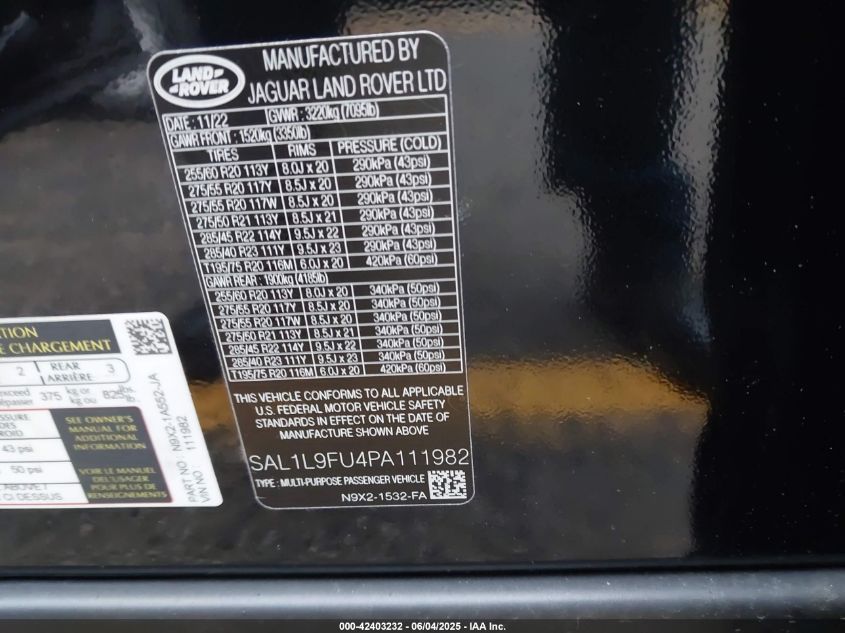 LAND
ROVER
MANUFACTURED BY
JAGUAR LAND ROVER LTD
DATE : 11/22 GVWR : 3220kg (7095lb)
GAWR FRONT : 1520kg (3350lb)
TIRES RIMS PRESSURE (COLD)
255/60 R20 113Y 8.0J x 20 290kPa (43psi)
275/55 R20 117Y 8.5J x 20 290kPa (43psi)
275/55 R20 117W 8.5J x 20 290kPa (43psi)
275/50 R21 113Y 8.5J x 21 290kPa (43psi)
285/45 R22 114Y 9.5J x 22 290kPa (43psi)
285/40 R23 111Y 9.5J x 23 290kPa (43psi)
T195/75 R20 116M 6.0J x 20 420kPa (60psi)
GAWR REAR : 1900kg (4185lb)
255/60 R20 113Y 8.0J x 20 340kPa (50psi)
275/55 R20 117Y 8.5J x 20 340kPa (50psi)
275/55 R20 117W 8.5J x 20 340kPa (50psi)
275/50 R21 113Y 8.5J x 21 340kPa (50psi)
285/45 R22 114Y 9.5J x 22 340kPa (50psi)
285/40 R23 111Y 9.5J x 23 340kPa (50psi)
T195/75 R20 116M 6.0J x 20 420kPa (60psi)
THIS VEHICLE CONFORMS TO ALL APPLICABLE
U.S. FEDERAL MOTOR VEHICLE SAFETY
STANDARDS IN EFFECT ON THE DATE OF
MANUFACTURE SHOWN ABOVE
SAL1L9FU4PA111982
TYPE : MULTI-PURPOSE PASSENGER VEHICLE
N9X2-1532-FA
E CHARGEMENT
2 REAR ARRIÈRE 3
375 kg or kg ou 825 lbs. lb.
SEE OWNER'S
MANUAL FOR
ADDITIONAL
INFORMATION
43 psi
50 psi
VOIR LE MANUEL
DEL'USAGER
POUR PLUS DE
RENSEIGNEMENTS
CI DESSUS
PART NO N9X2-1A582-JA
VIN NO 111982
000-42403232 - 06/04/2025 - IAA Inc.